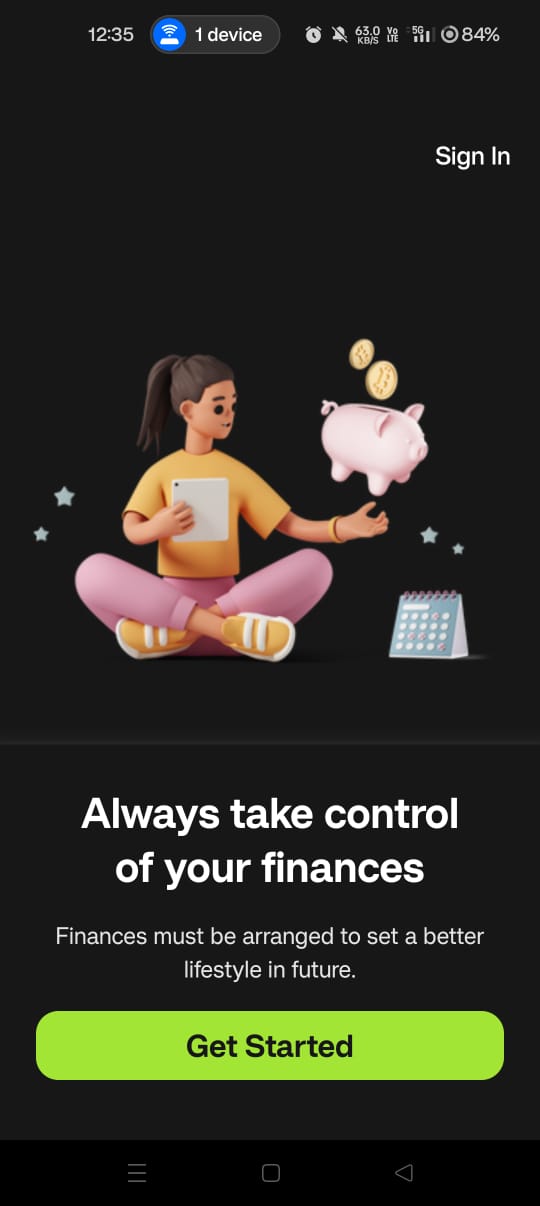 12:35
1 device
63.0
KB/S
Vo
LTE
5G
84%
Sign In
Always take control
of your finances
Finances must be arranged to set a better
lifestyle in future.
Get Started